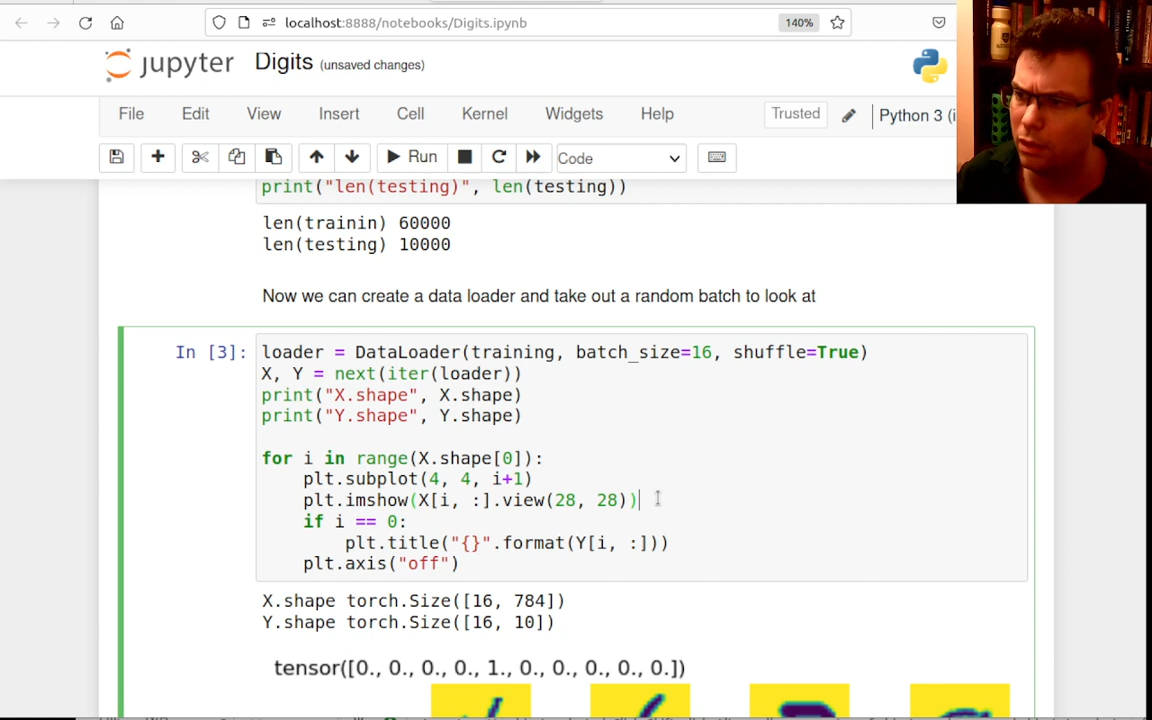 localhost:8888/notebooks/Digits.ipynb
140%
jupyter Digits (unsaved changes)
File Edit View Insert Cell Kernel Widgets Help
Trusted
Python 3 (i
Run
Code
print("len(testing)", len(testing))
len(trainin) 60000
len(testing) 10000
Now we can create a data loader and take out a random batch to look at
In [3]:
loader = DataLoader(training, batch_size=16, shuffle=True)
X, Y = next(iter(loader))
print("X.shape", X.shape)
print("Y.shape", Y.shape)
for i in range(X.shape[0]):
    plt.subplot(4, 4, i+1)
    plt.imshow(X[i, :].view(28, 28))
    if i == 0:
        plt.title("{}".format(Y[i, :]))
    plt.axis("off")
X.shape torch.Size([16, 784])
Y.shape torch.Size([16, 10])
tensor([0., 0., 0., 0., 1., 0., 0., 0., 0., 0.])